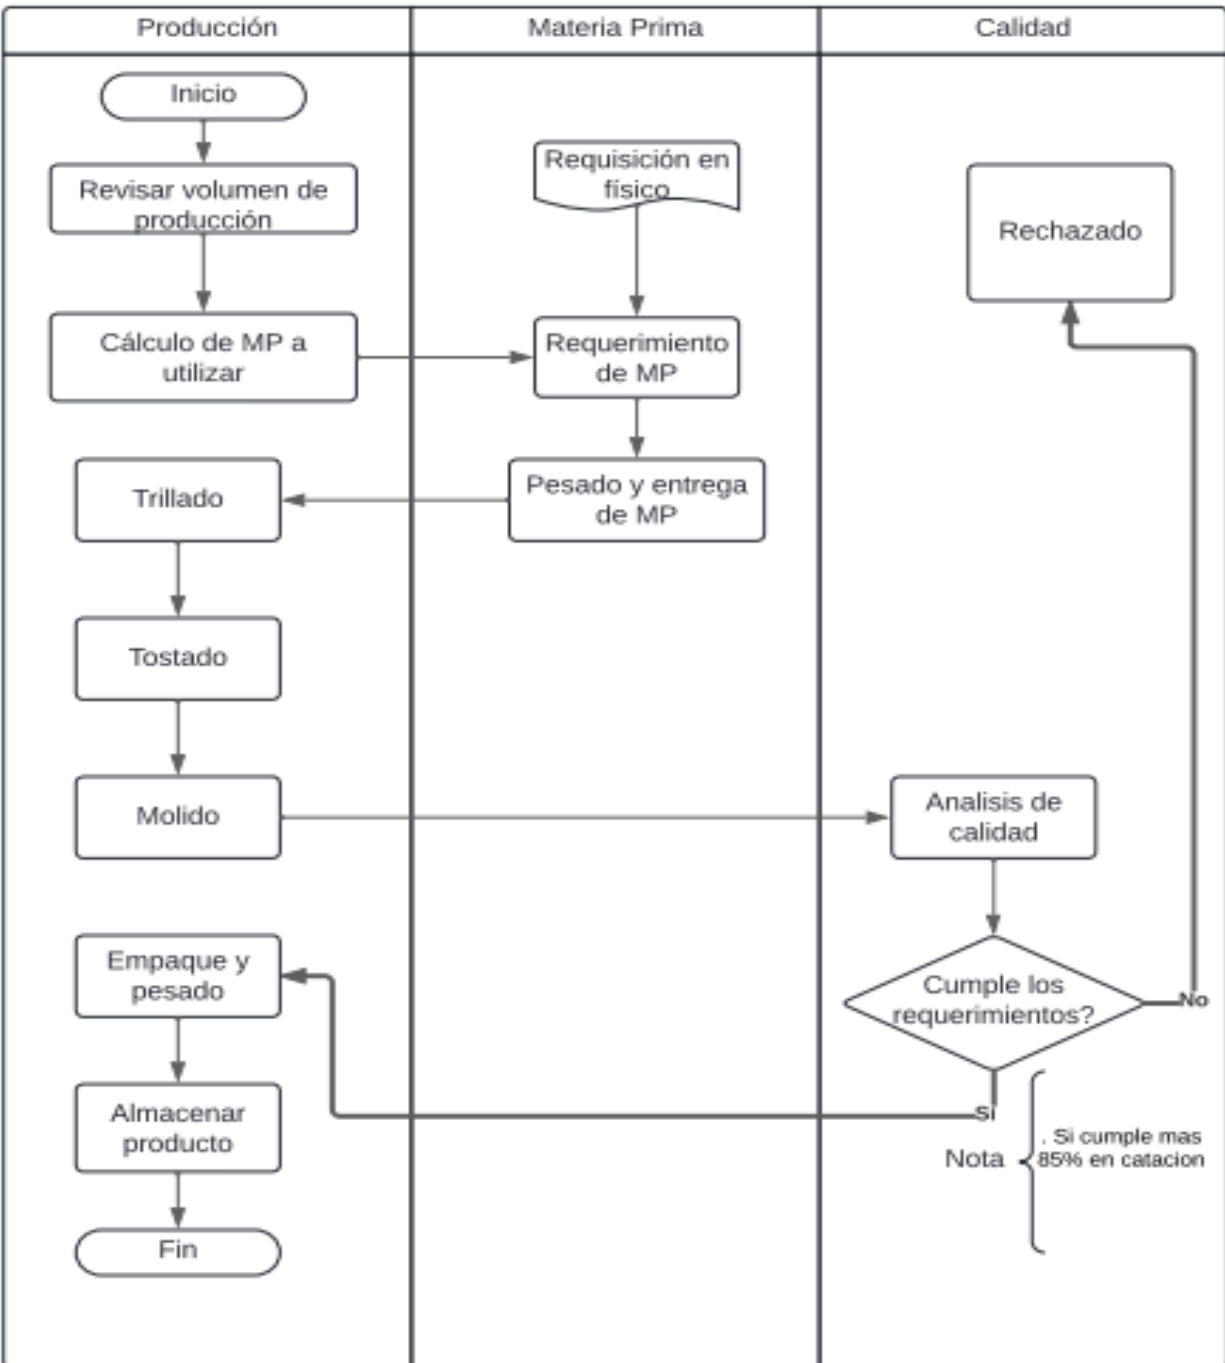 Producción
Materia Prima
Calidad
Inicio
Revisar volumen de
producción
Requisición en
físico
Rechazado
Cálculo de MP a
utilizar
Requerimiento
de MP
Trillado
Pesado y entrega
de MP
Tostado
Molido
Analisis de
calidad
Empaque y
pesado
Cumple los
requerimientos?
No
Si
Almacenar
producto
Nota
. Si cumple mas
85% en catacion
Fin